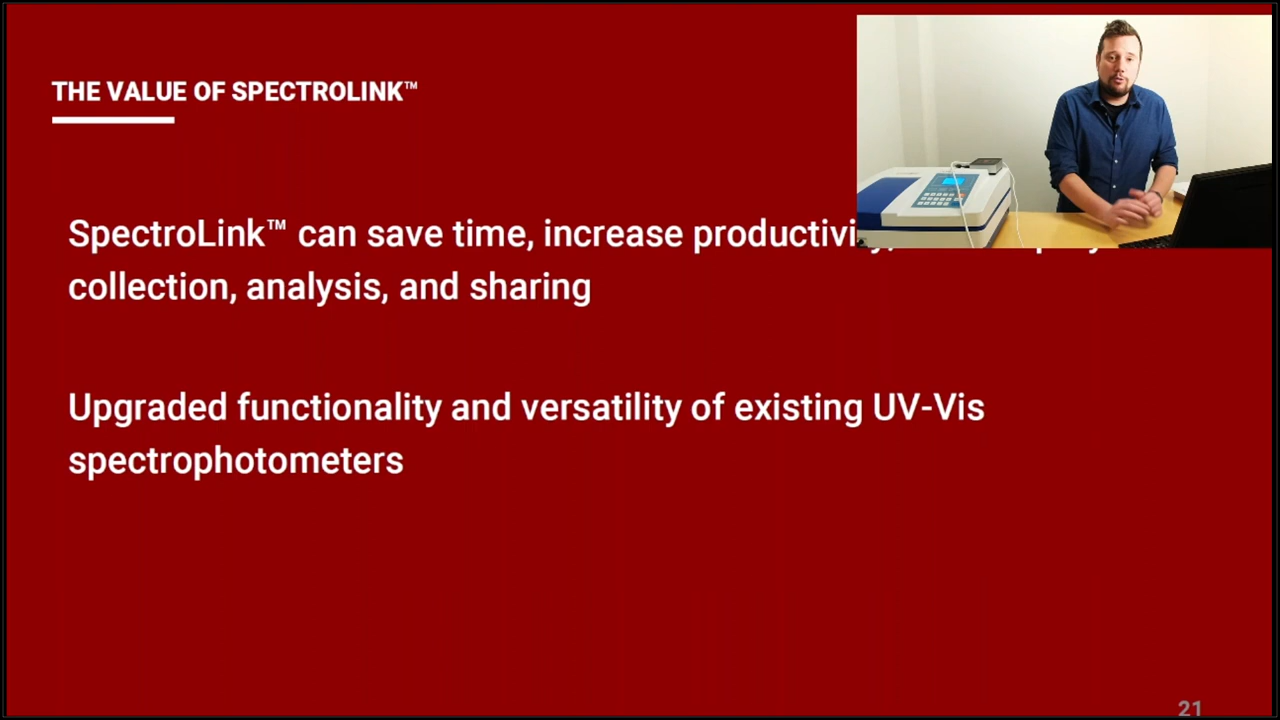 THE VALUE OF SPECTROLINK™
SpectroLink™ can save time, increase
collection, analysis, and sharing
Upgraded functionality and versatility of existing UV-Vis
spectrophotometers
21